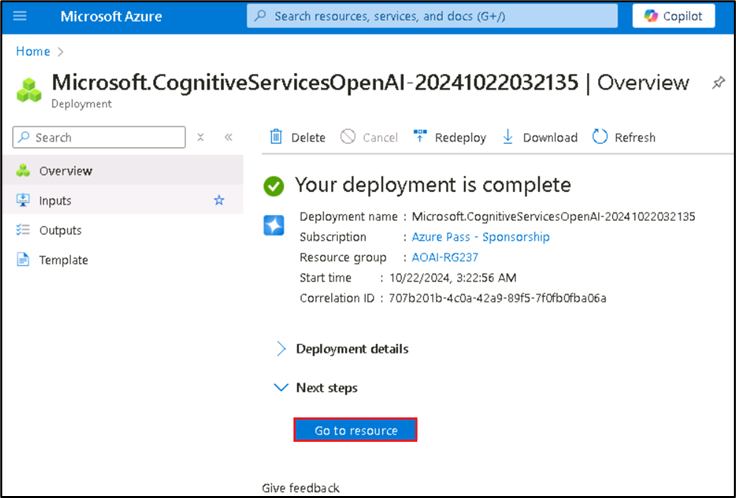 Microsoft Azure
Search resources, services, and docs (G+/)
Copilot
Home >
Microsoft.CognitiveServicesOpenAI-20241022032135 | Overview
Deployment
Search
Delete
Cancel
Redeploy
Download
Refresh
Overview
Inputs
Outputs
Template
Your deployment is complete
Deployment name : Microsoft.CognitiveServicesOpenAI-20241022032135
Subscription : Azure Pass - Sponsorship
Resource group : AOAI-RG237
Start time : 10/22/2024, 3:22:56 AM
Correlation ID : 707b201b-4c0a-42a9-89f5-7f0fb0fba06a
Deployment details
Next steps
Go to resource
Give feedback